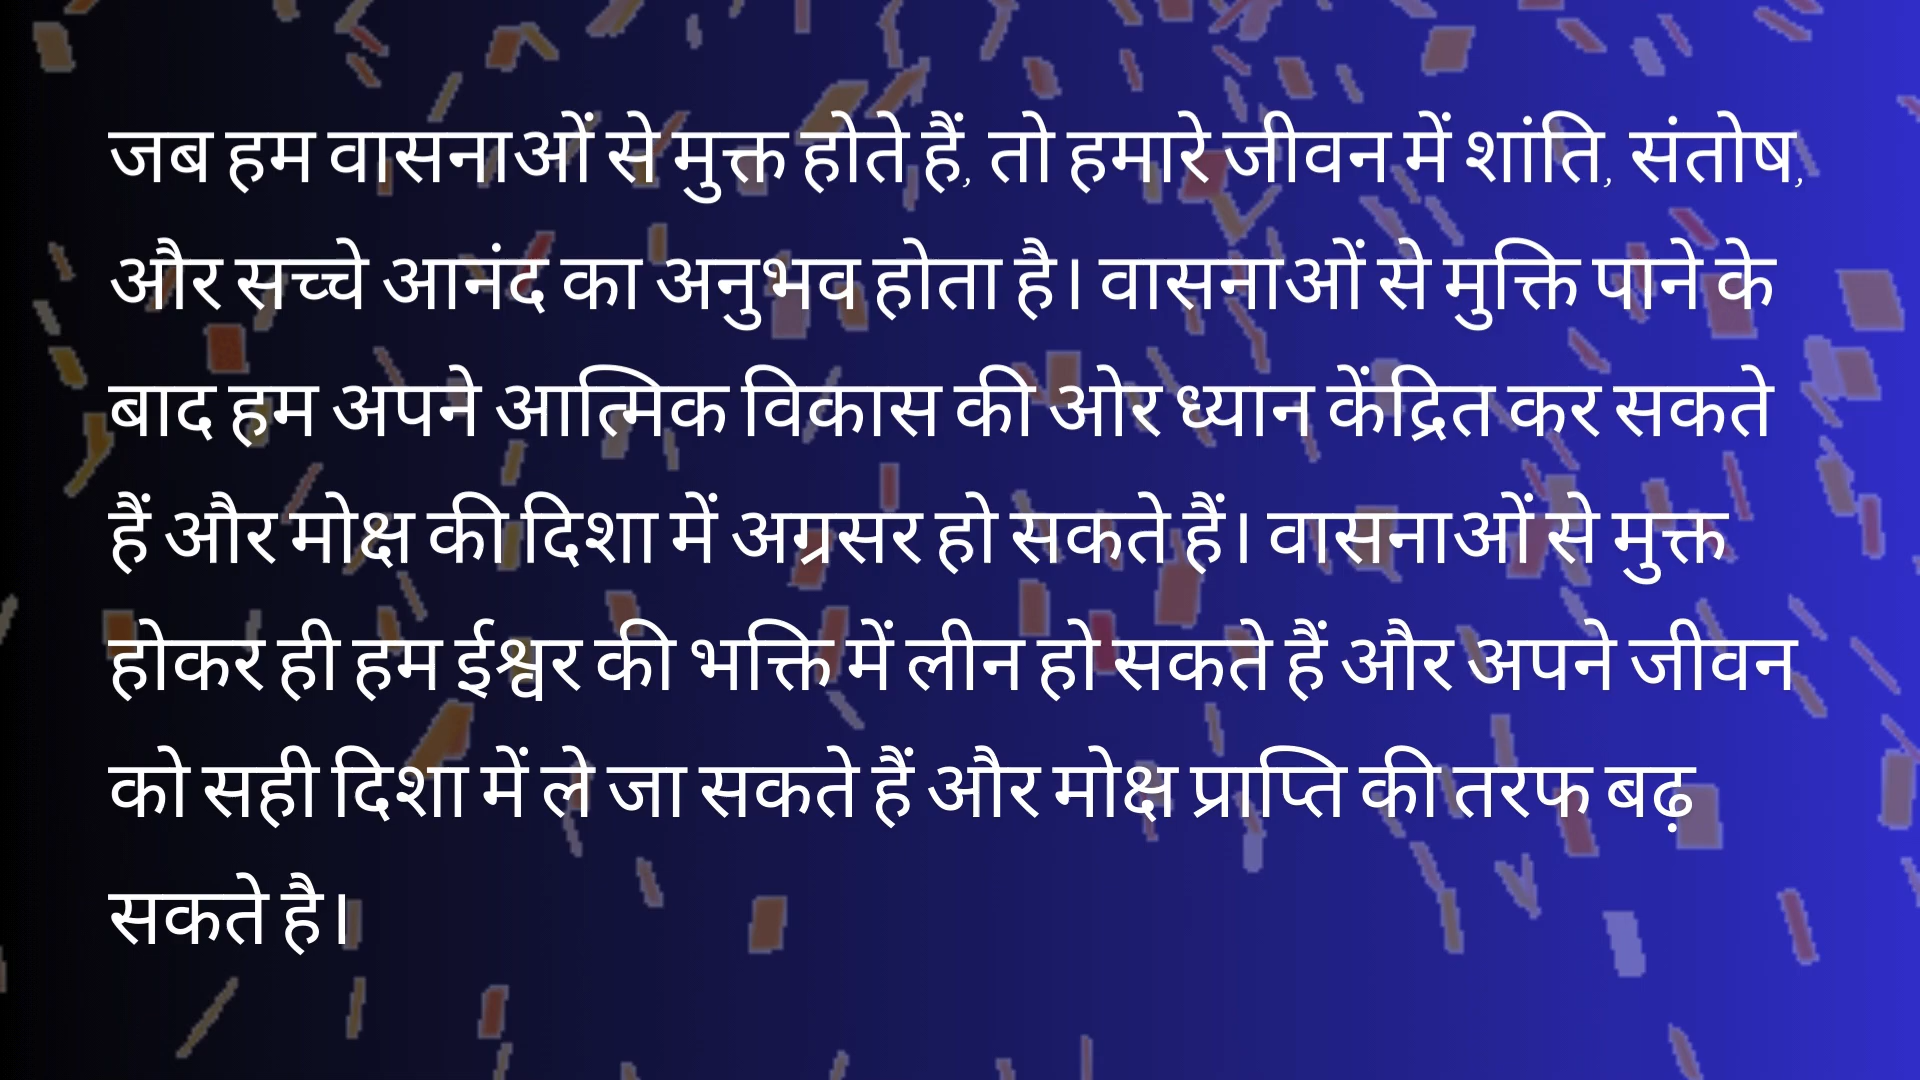 जब हम वासनाओं से मुक्त होते हैं, तो हमारे जीवन में शांति, संतोष,
और सच्चे आनंद का अनुभव होता है। वासनाओं से मुक्ति पाने के
बाद हम अपने आत्मिक विकास की ओर ध्यान केंद्रित कर सकते
हैं और मोक्ष की दिशा में अग्रसर हो सकते हैं। वासनाओं से मुक्त
होकर ही हम ईश्वर की भक्ति में लीन हो सकते हैं और अपने जीवन
को सही दिशा में ले जा सकते हैं और मोक्ष प्राप्ति की तरफ बढ़
सकते है।